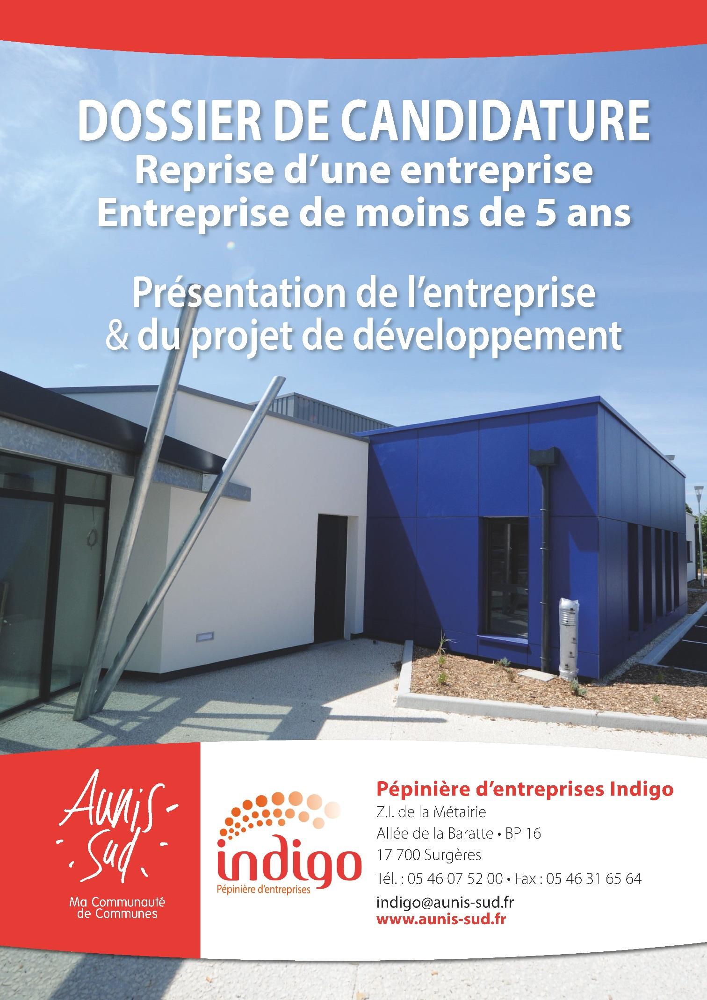 DOSSIER DE CANDIDATURE
Reprise d’une entreprise
Entreprise de moins de 5 ans
Présentation de l’entreprise
& du projet de développement
Aunis-
Sud
Ma Communauté
de Communes
indigo
Pépinière d’entreprises
Pépinière d’entreprises Indigo
Z.I. de la Métairie
Allée de la Baratte • BP 16
17 700 Surgères
Tél. : 05 46 07 52 00 • Fax : 05 46 31 65 64
indigo@aunis-sud.fr
www.aunis-sud.fr